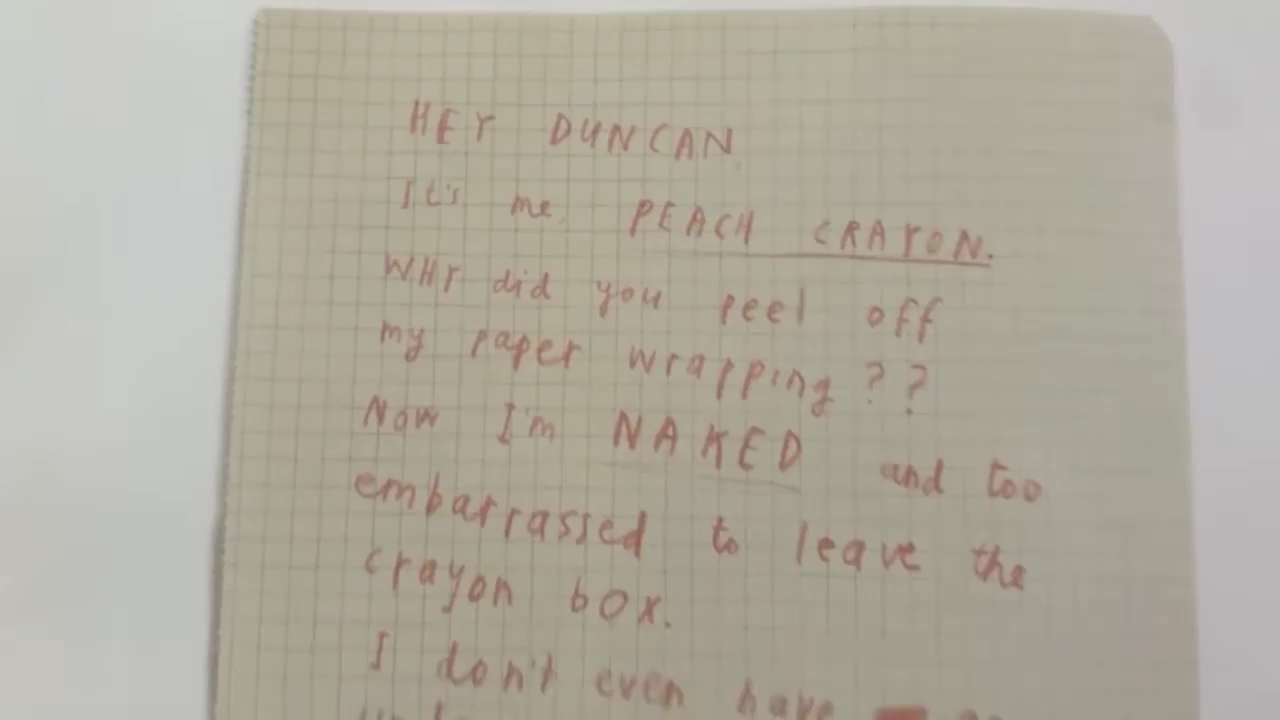 HEY DUNCAN
It's me PEACH CRAYON.
WHY did you peel off
my paper wrapping??
Now I'm NAKED and too
embarrassed to leave the
crayon box.
I don't even have